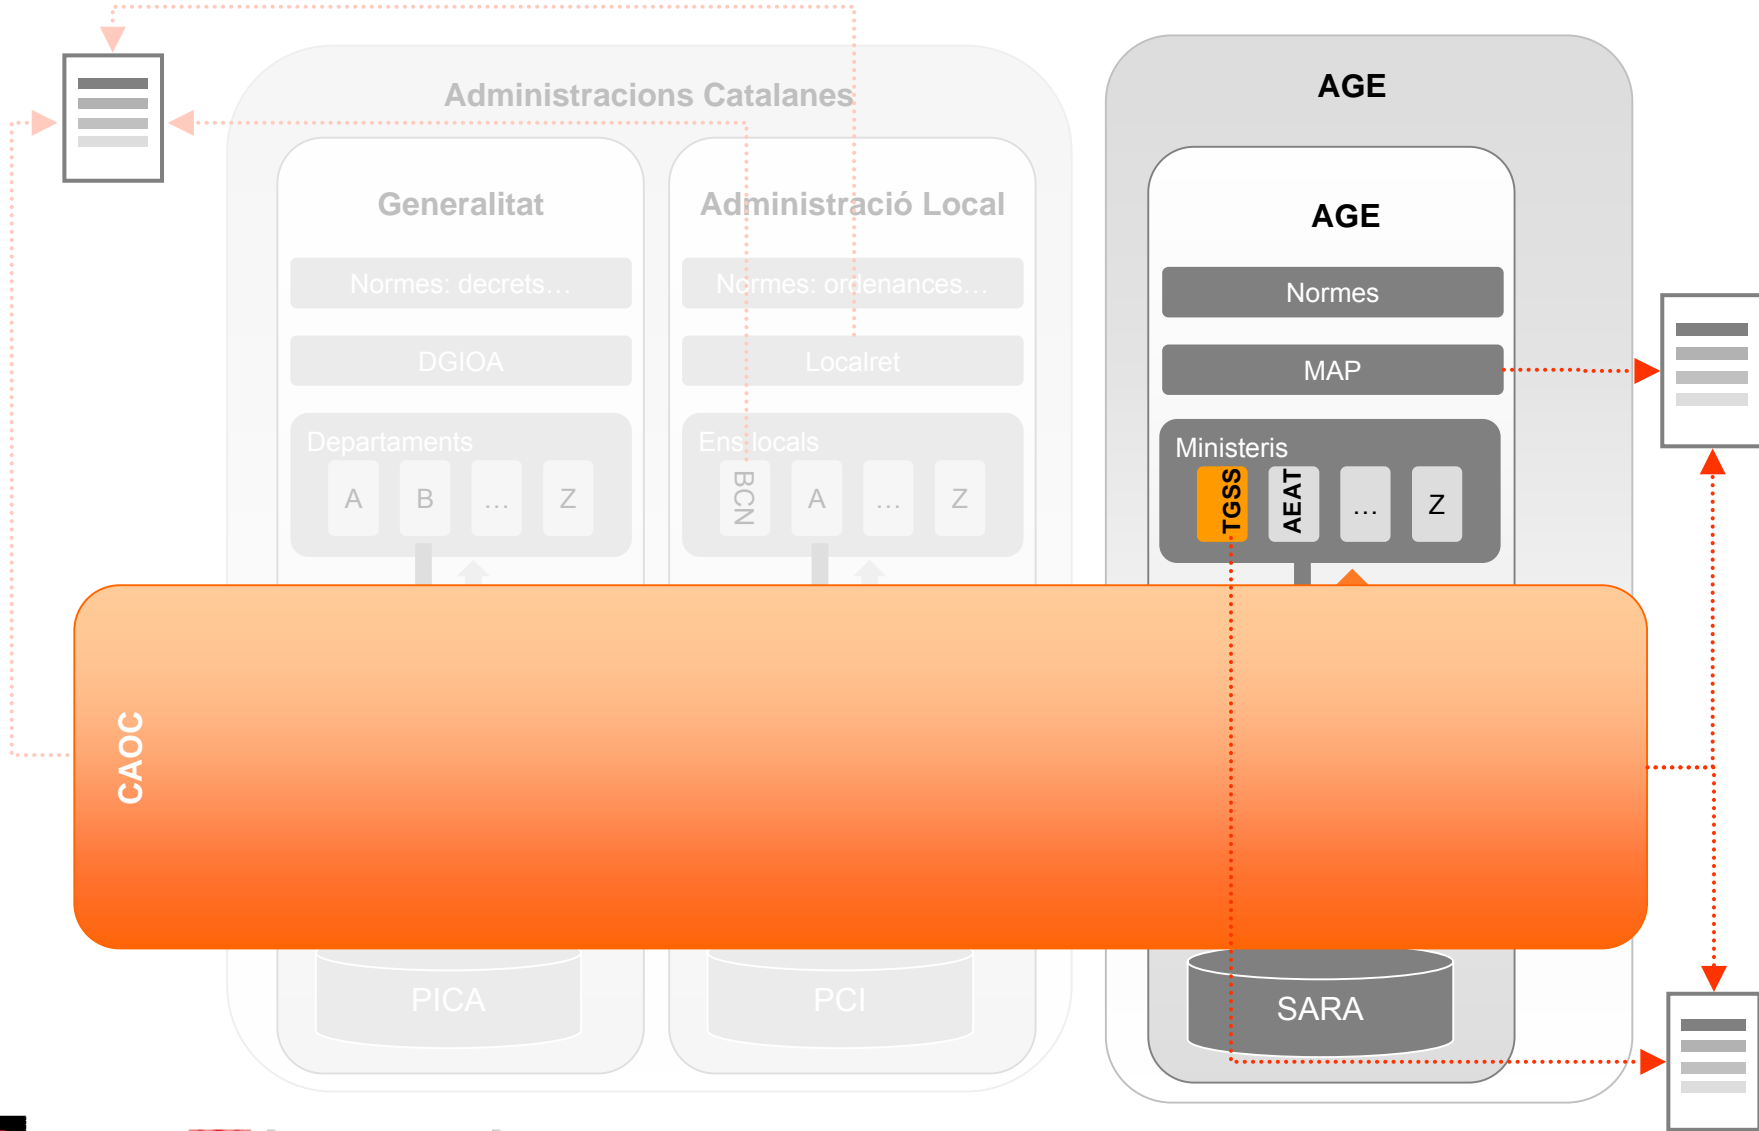 Administracions Catalanes
AGE
Generalitat
Administració Local
AGE
Normes: decrets…
Normes: ordenances…
Normes
DGIOA
Localret
MAP
Departaments
A
B
…
Z
Ens locals
BCN
A
…
Z
Ministeris
TGSS
AEAT
…
Z
CAOC
PICA
PCI
SARA